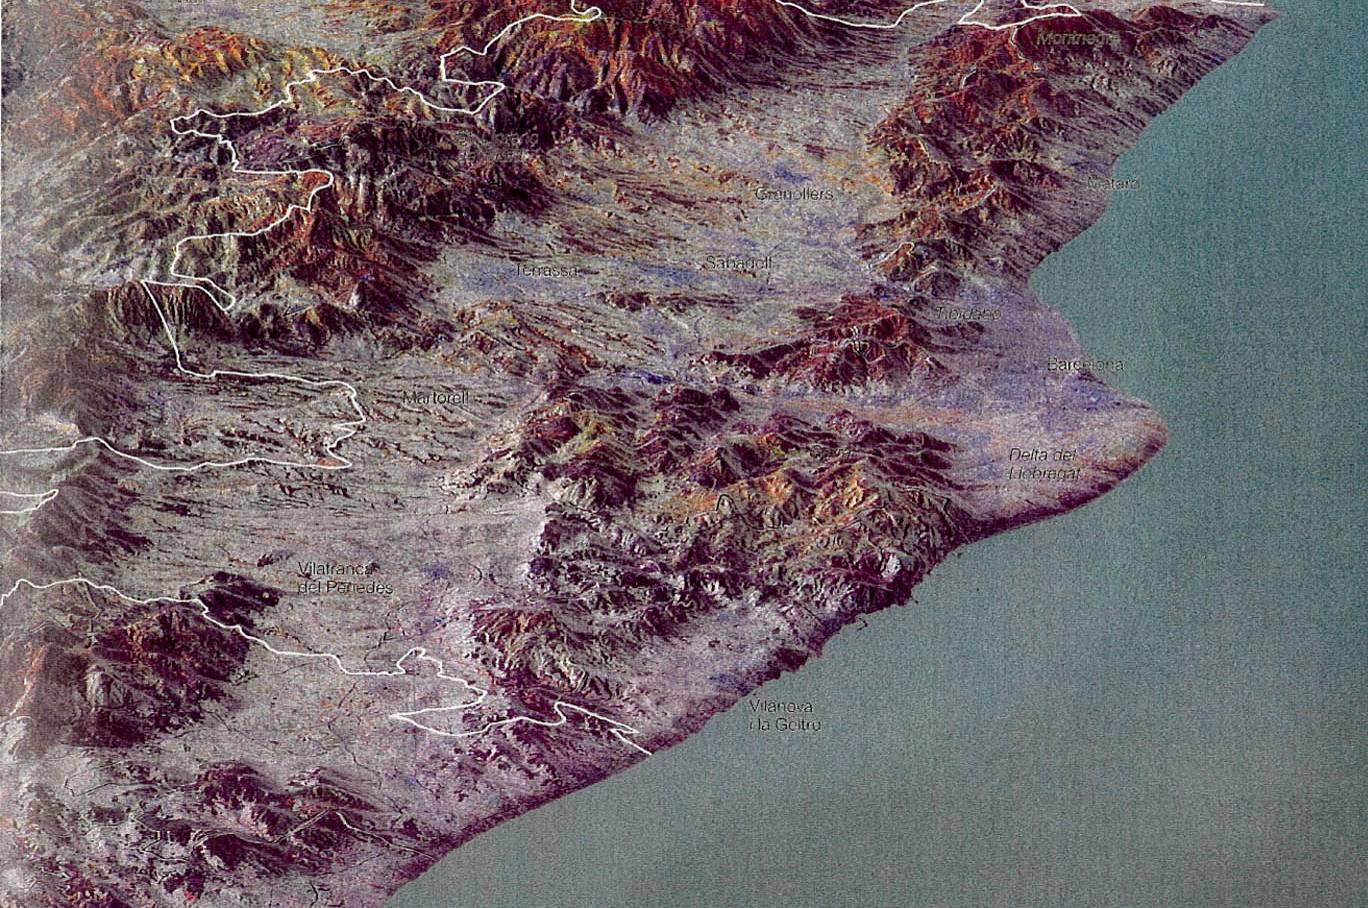 Montnegre
Mataró
Granollers
Sabadell
Terrassa
Tibidabo
Barcelona
Martorell
Delta del
Llobregat
Vilafranca
del Penedès
Vilanova
i la Geltrú